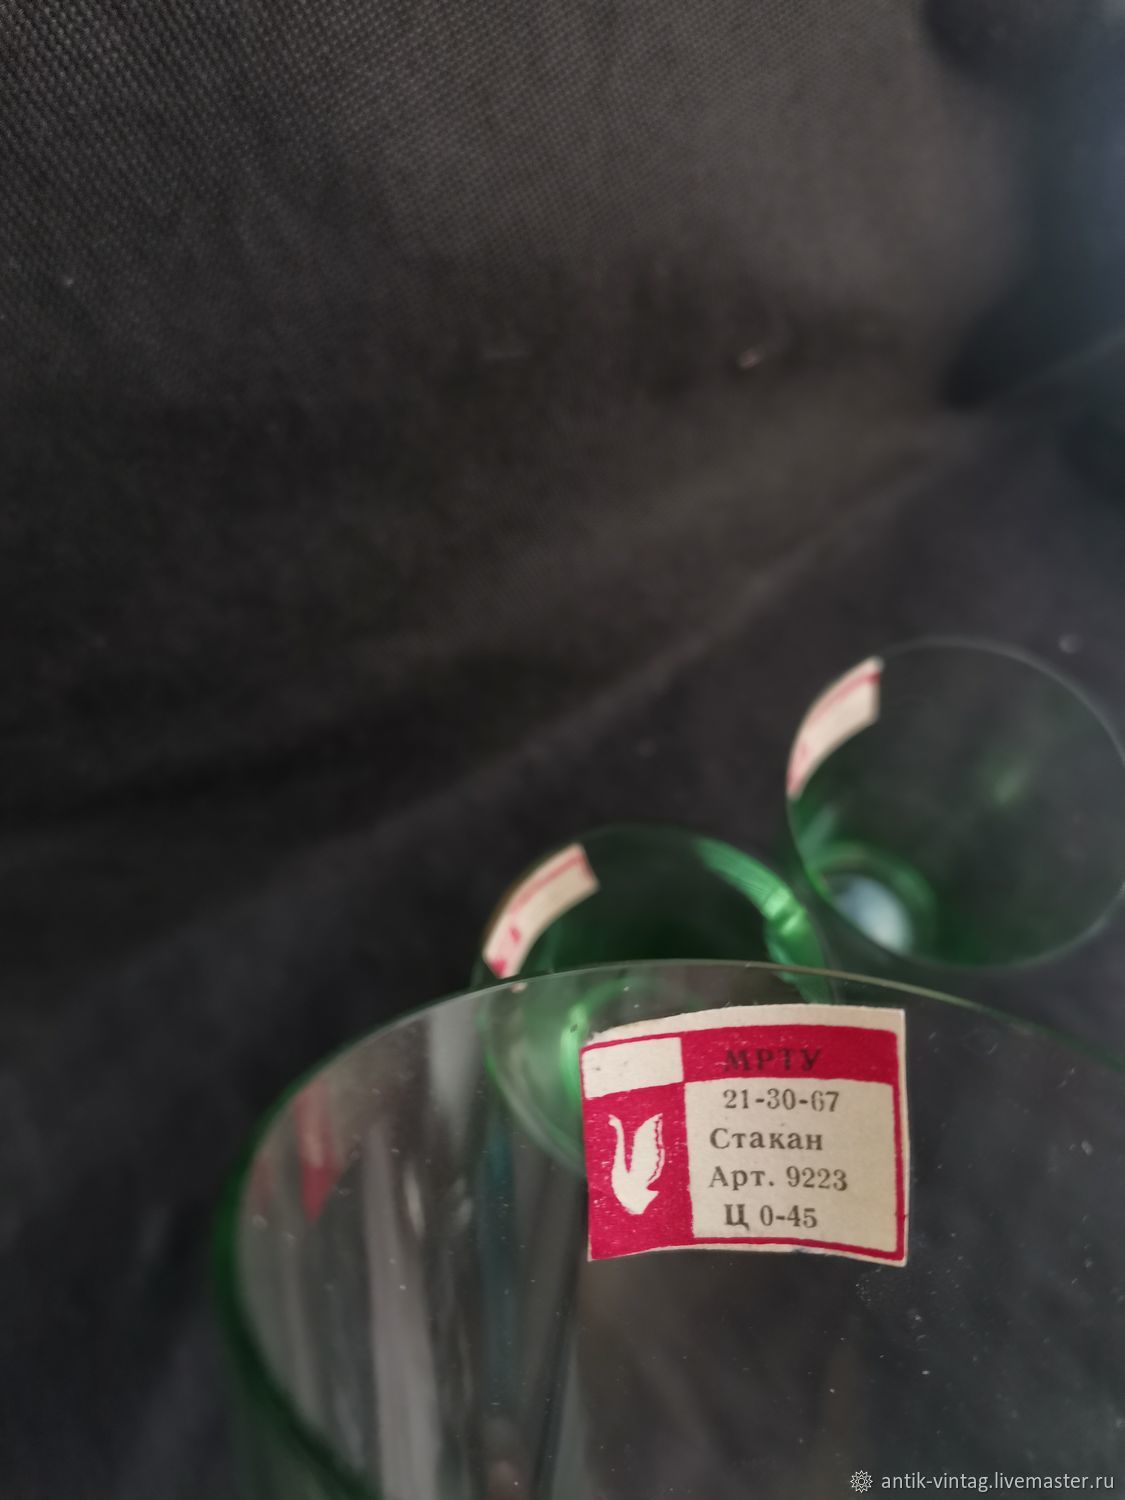 МРТУ
21-30-67
Стакан
Арт. 9223
Ц 0-45
antik-vintag.livemaster.ru